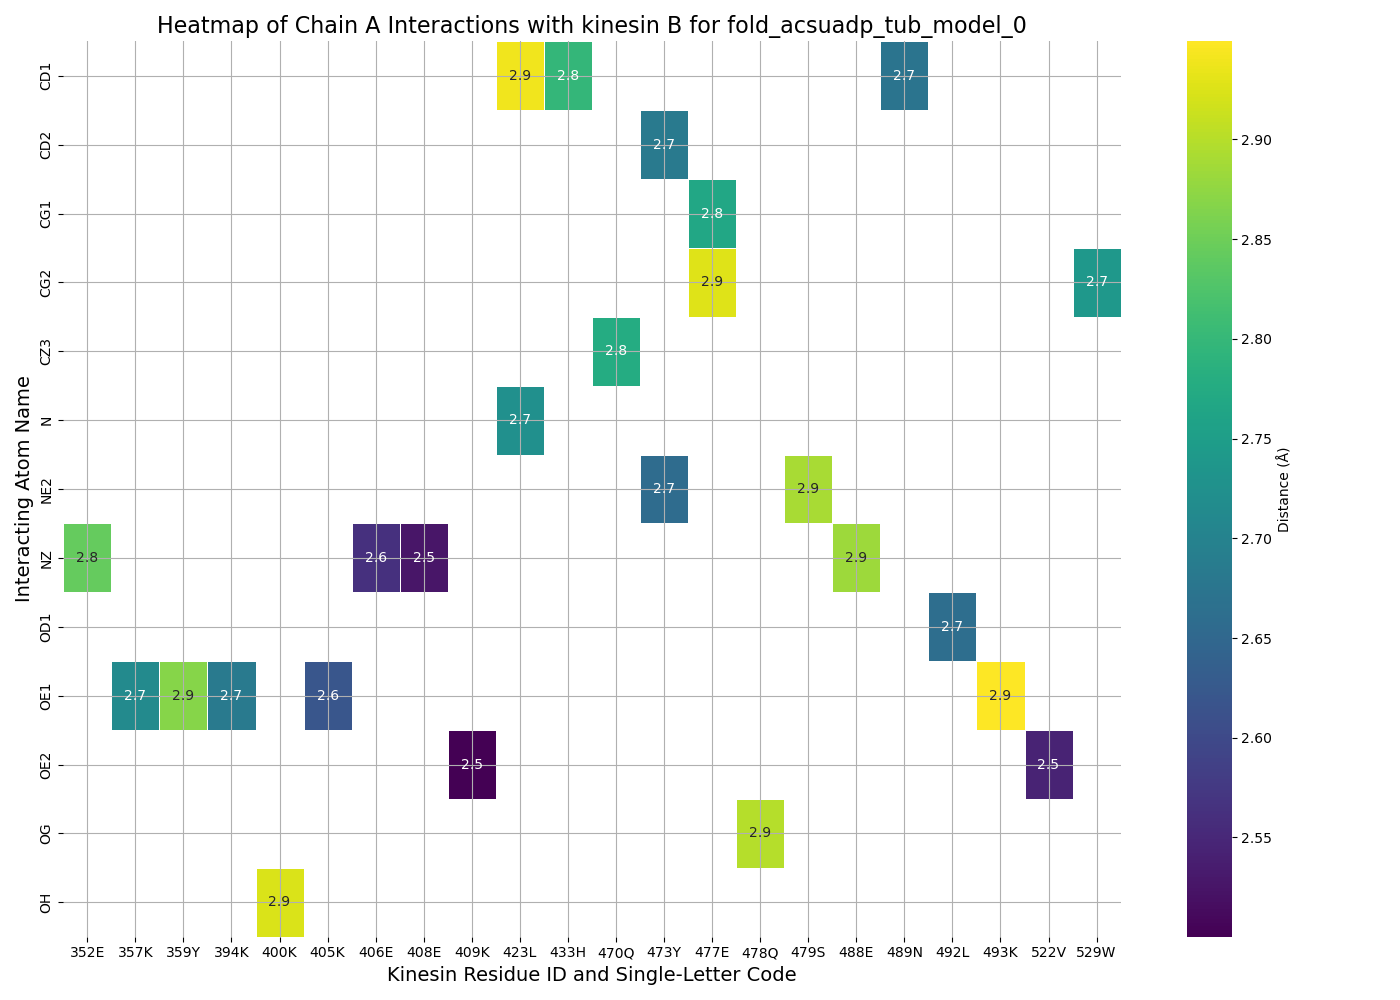 Heatmap of Chain A Interactions with kinesin B for fold_acsuadp_tub_model_0
Interacting Atom Name
CD1
2.9
2.8
2.7
CD2
2.7
CG1
2.8
CG2
2.9
2.7
CZ3
2.8
N
2.7
NE2
2.7
2.9
NZ
2.8
2.6
2.5
2.9
OD1
2.7
OE1
2.7
2.9
2.7
2.6
2.9
OE2
2.5
2.5
OG
2.9
OH
2.9
352E 357K 359Y 394K 400K 405K 406E 408E 409K 423L 433H 470Q 473Y 477E 478Q 479S 488E 489N 492L 493K 522V 529W
Kinesin Residue ID and Single-Letter Code
2.90
2.85
2.80
2.75
2.70
2.65
2.60
2.55
Distance (Å)